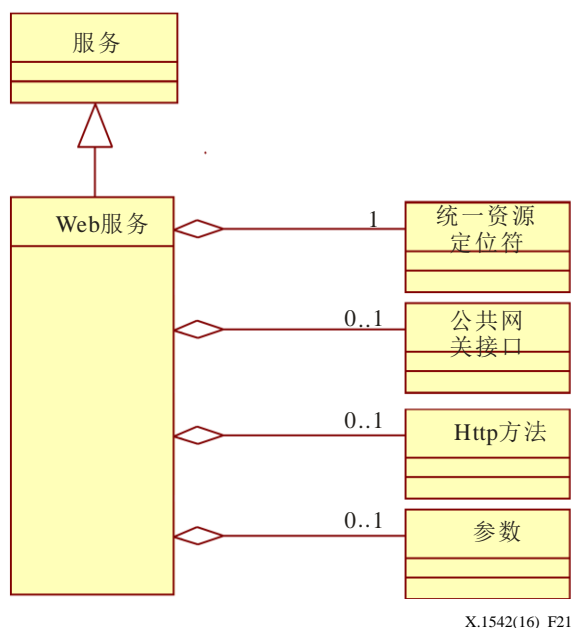 服务
Web服务
1
统一资源
定位符
0..1
公共网
关接口
0..1
Http方法
0..1
参数
X.1542(16)_F21